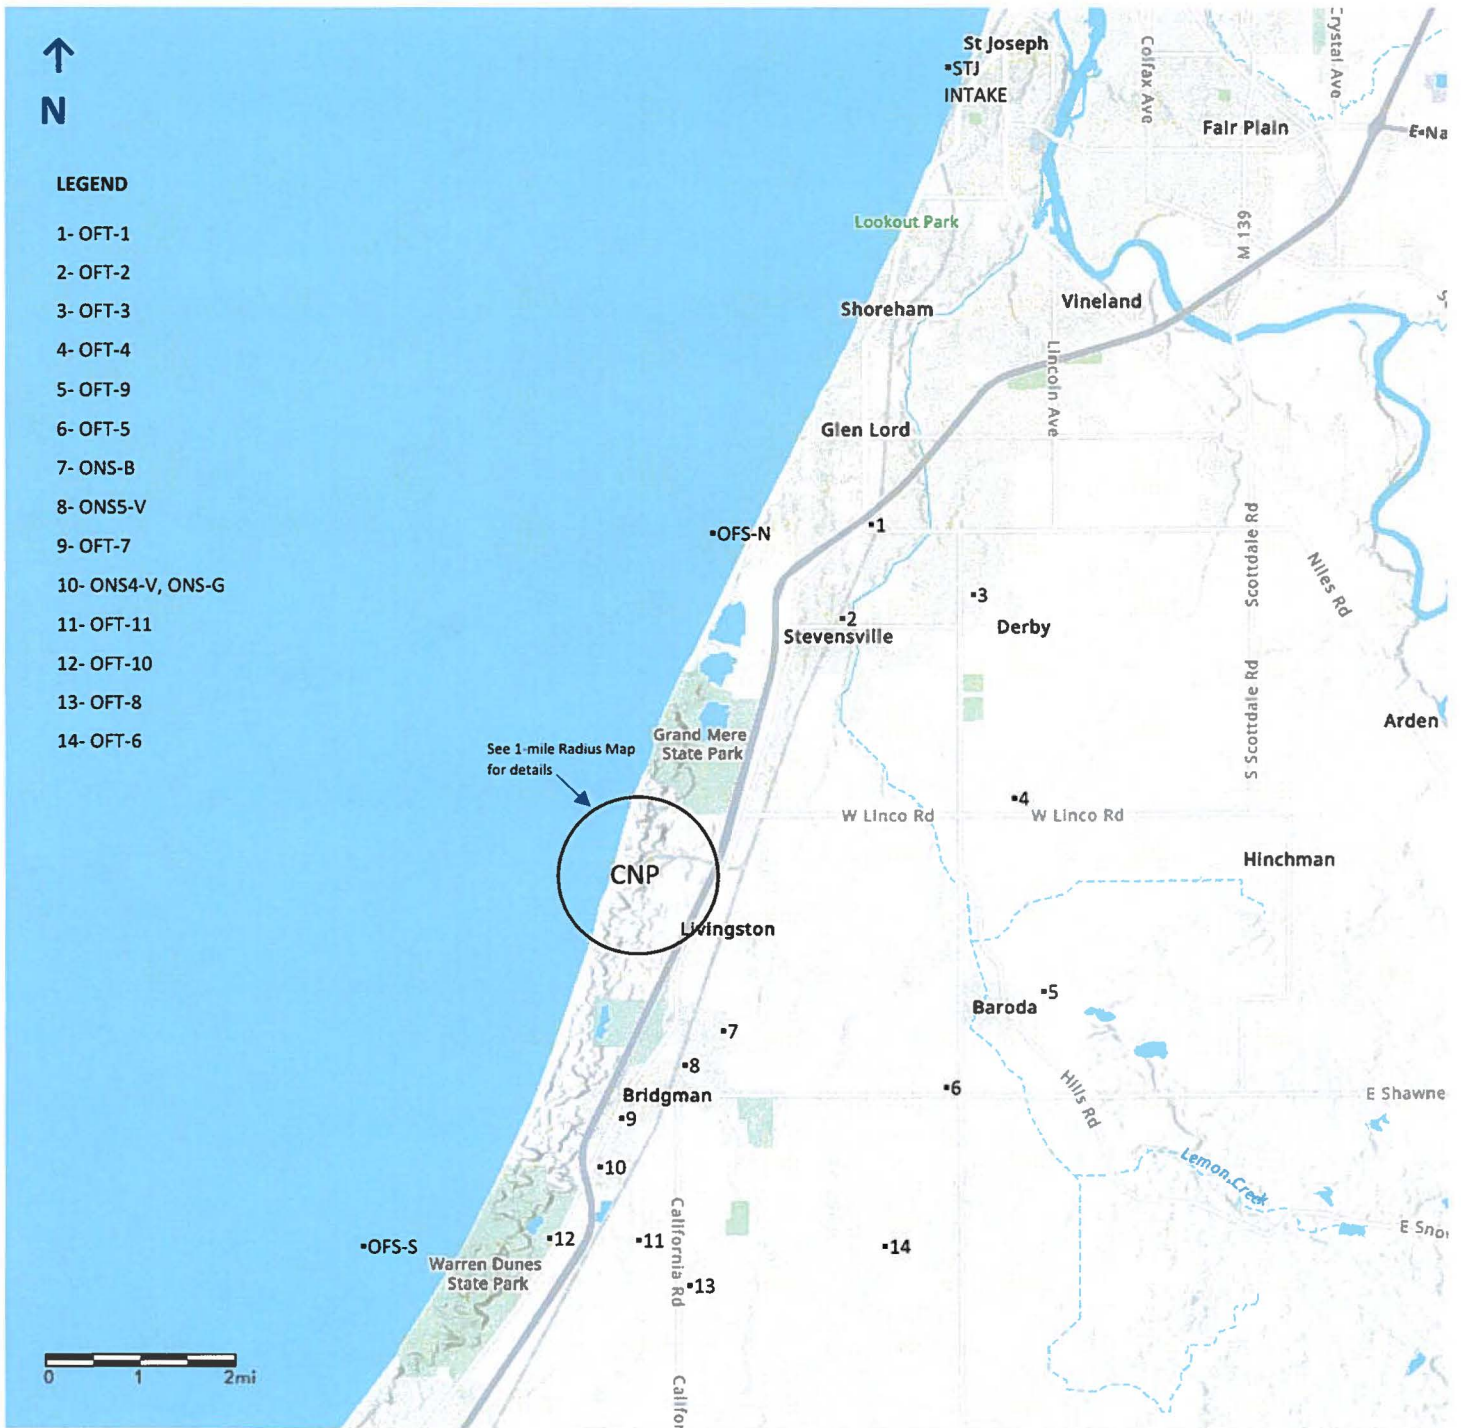 N
LEGEND
1- OFT-1
2- OFT-2
3- OFT-3
4- OFT-4
5- OFT-9
6- OFT-5
7- ONS-B
8- ONS5-V
9- OFT-7
10- ONS4-V, ONS-G
11- OFT-11
12- OFT-10
13- OFT-8
14- OFT-6
St Joseph
STJ
INTAKE
Colfax Ave
Crystal Ave
Fair Plain
E Na
Lookout Park
M 139
Shoreham
Vineland
Lincoln Ave
Glen Lord
OFS-N
1
Scottdale Rd
Niles Rd
3
2
Stevensville
Derby
S Scottdale Rd
Arden
Grand Mere
State Park
See 1-mile Radius Map
for details
4
W Linco Rd
W Linco Rd
Hinchman
CNP
Livingston
5
Baroda
7
8
6
Bridgman
Hills Rd
E Shawne
9
10
Lemon Creek
California Rd
E Snow
OFS-S
12
11
14
Warren Dunes
State Park
13
0 1 2mi
Califor